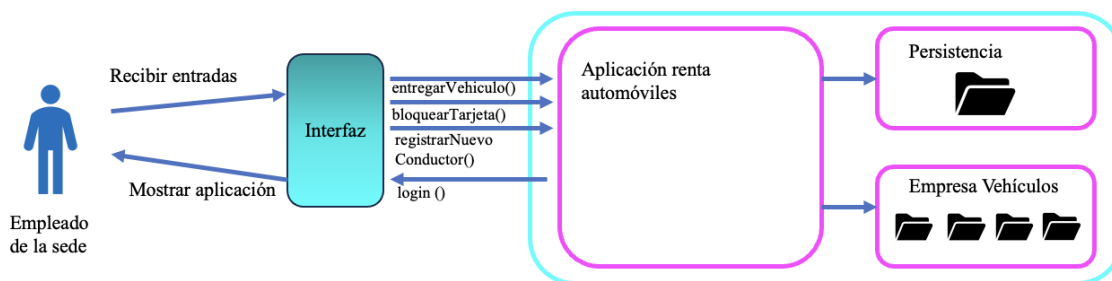 Recibir entradas
Mostrar aplicación
Empleado
de la sede
Interfaz
entregarVehiculo()
bloquearTarjeta()
registrarNuevo
Conductor()
login ()
Aplicación renta
automóviles
Persistencia
Empresa Vehículos